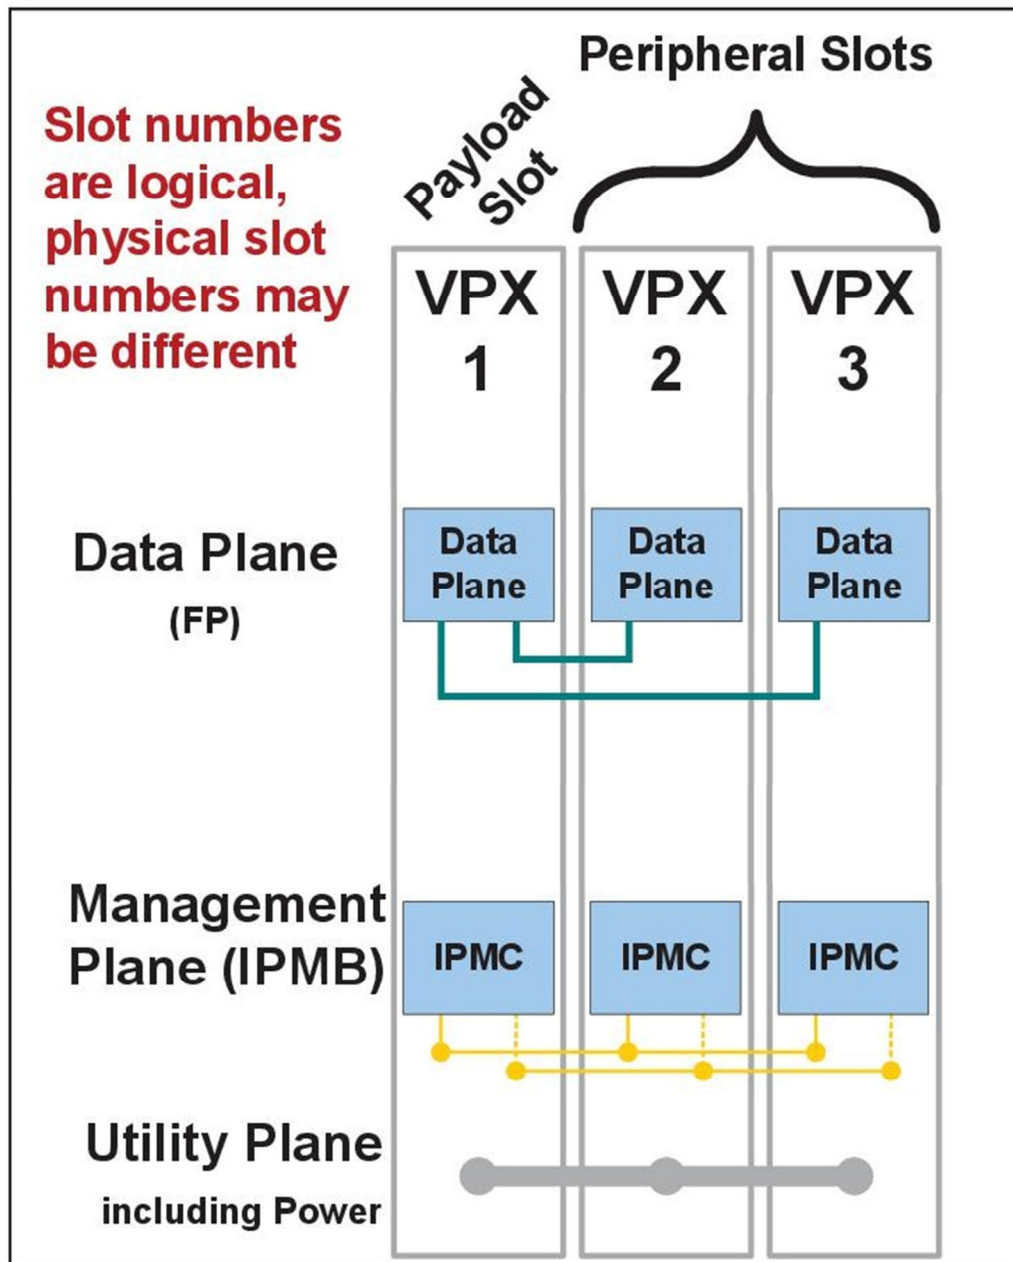 Peripheral Slots
Payload
Slot
Slot numbers
are logical,
physical slot
numbers may
be different
VPX
1
VPX
2
VPX
3
Data Plane
(FP)
Data
Plane
Data
Plane
Data
Plane
Management
Plane (IPMB)
IPMC
IPMC
IPMC
Utility Plane
including Power